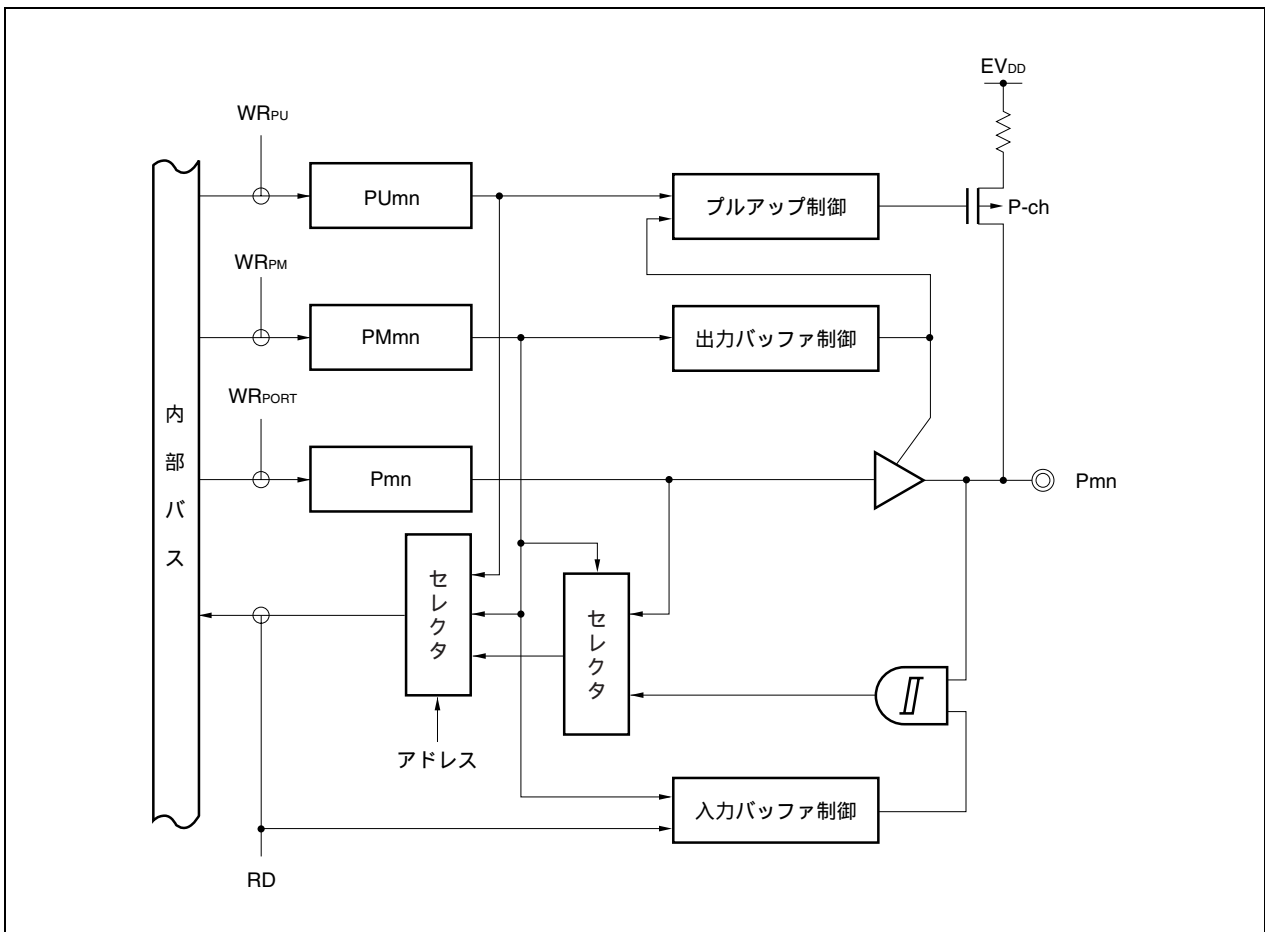 EVDD
WRPU
PUmn
プルアップ制御
P-ch
WRPM
PMmn
出力バッファ制御
WRPORT
内部バス
Pmn
Pmn
セレクタ
セレクタ
アドレス
入力バッファ制御
RD